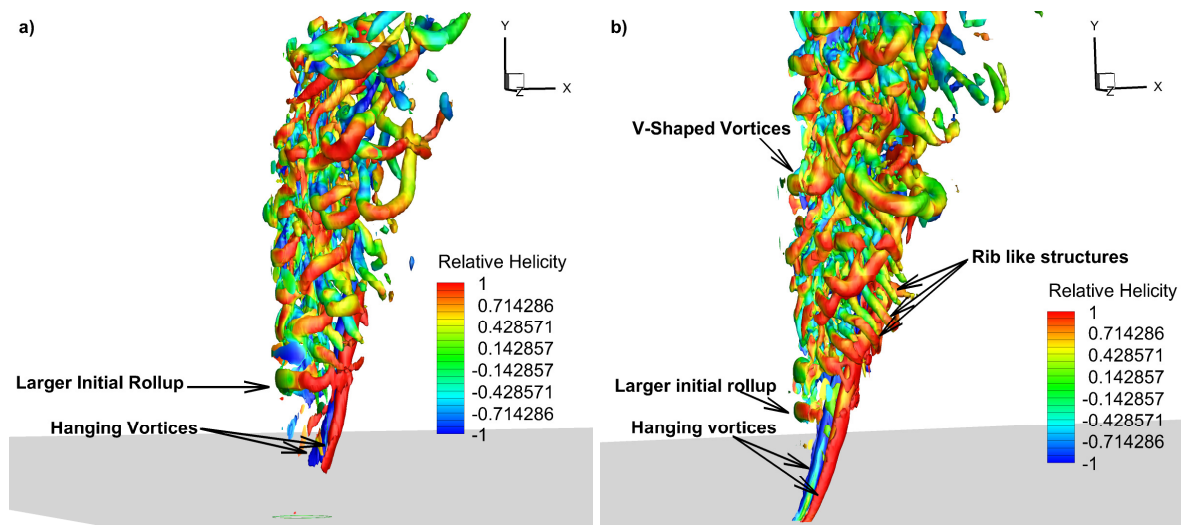 a)
Y
X
Z
Relative Helicity
1
0.714286
0.428571
0.142857
-0.142857
-0.428571
-0.714286
-1
Larger Initial Rollup
Hanging Vortices
b)
Y
X
Z
V-Shaped Vortices
Rib like structures
Relative Helicity
1
0.714286
0.428571
0.142857
-0.142857
-0.428571
-0.714286
-1
Larger initial rollup
Hanging vortices